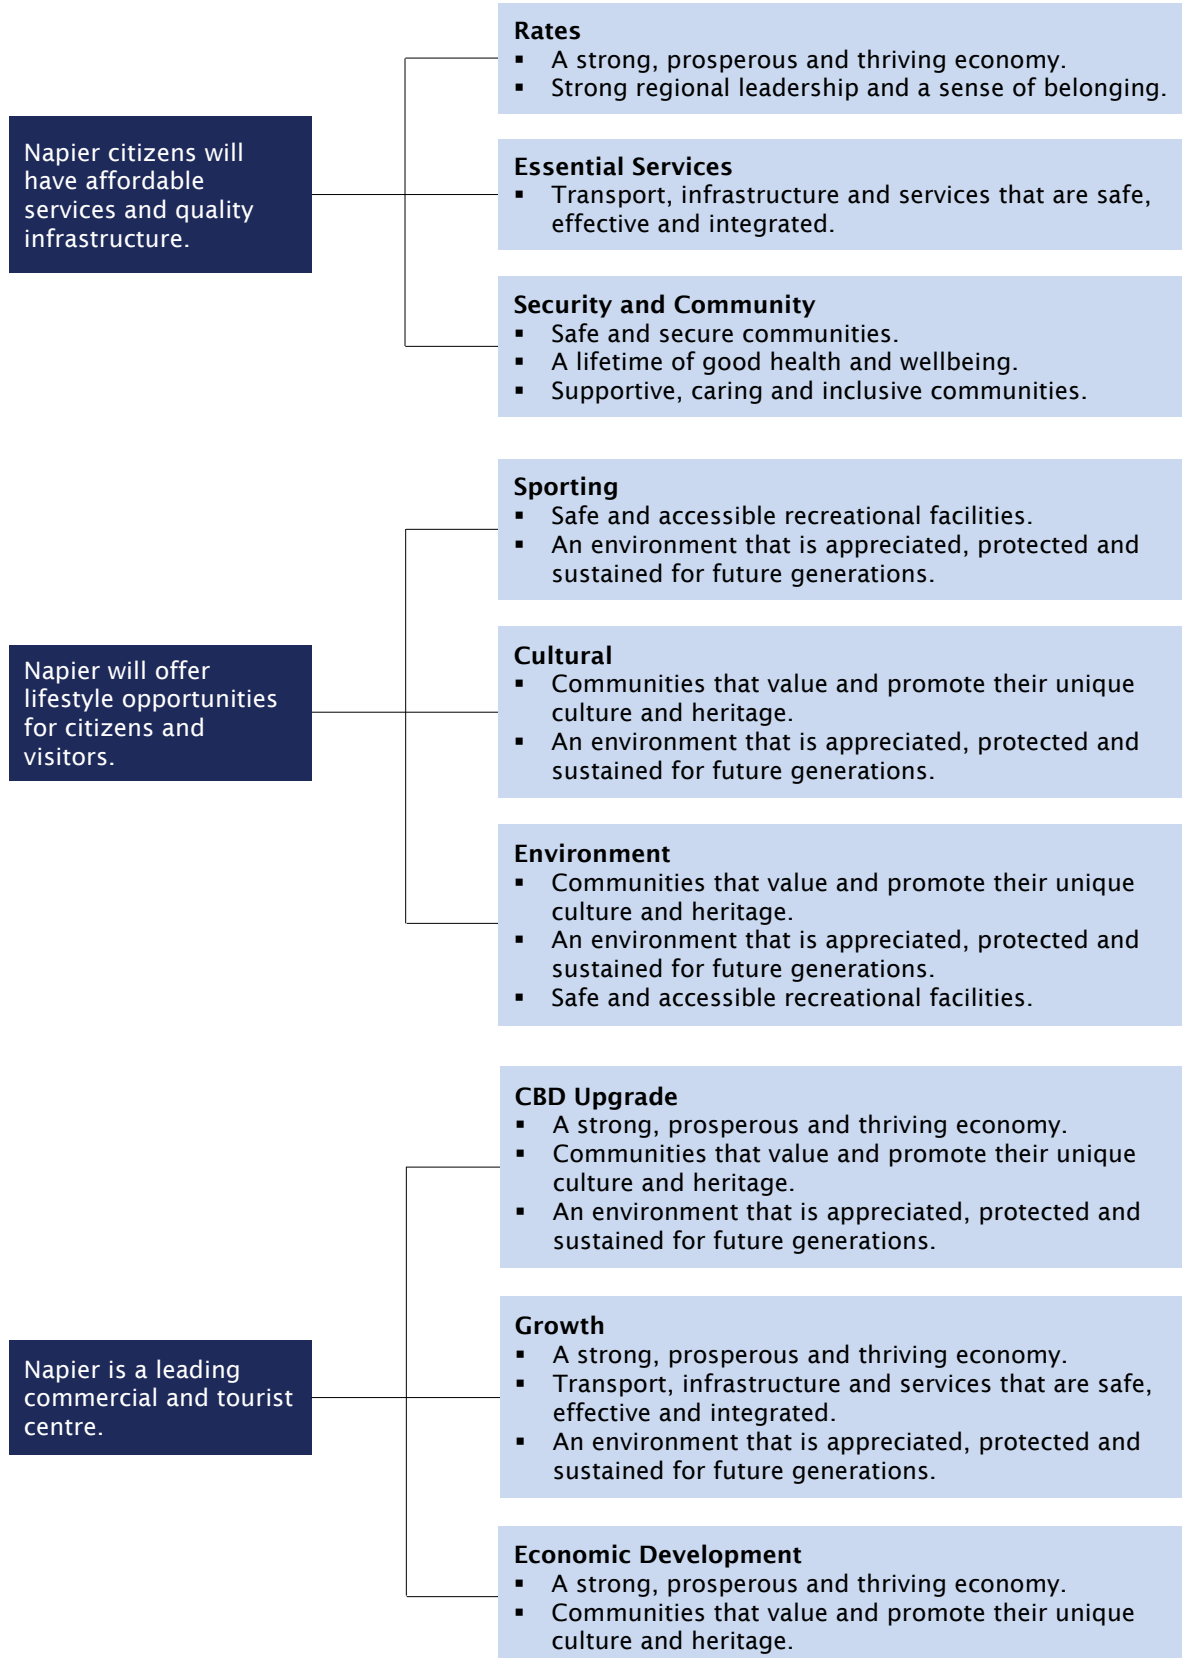 Napier citizens will
have affordable
services and quality
infrastructure.
Rates
▪ A strong, prosperous and thriving economy.
▪ Strong regional leadership and a sense of belonging.
Essential Services
▪ Transport, infrastructure and services that are safe,
effective and integrated.
Security and Community
▪ Safe and secure communities.
▪ A lifetime of good health and wellbeing.
▪ Supportive, caring and inclusive communities.
Napier will offer
lifestyle opportunities
for citizens and
visitors.
Sporting
▪ Safe and accessible recreational facilities.
▪ An environment that is appreciated, protected and
sustained for future generations.
Cultural
▪ Communities that value and promote their unique
culture and heritage.
▪ An environment that is appreciated, protected and
sustained for future generations.
Environment
▪ Communities that value and promote their unique
culture and heritage.
▪ An environment that is appreciated, protected and
sustained for future generations.
▪ Safe and accessible recreational facilities.
Napier is a leading
commercial and tourist
centre.
CBD Upgrade
▪ A strong, prosperous and thriving economy.
▪ Communities that value and promote their unique
culture and heritage.
▪ An environment that is appreciated, protected and
sustained for future generations.
Growth
▪ A strong, prosperous and thriving economy.
▪ Transport, infrastructure and services that are safe,
effective and integrated.
▪ An environment that is appreciated, protected and
sustained for future generations.
Economic Development
▪ A strong, prosperous and thriving economy.
▪ Communities that value and promote their unique
culture and heritage.